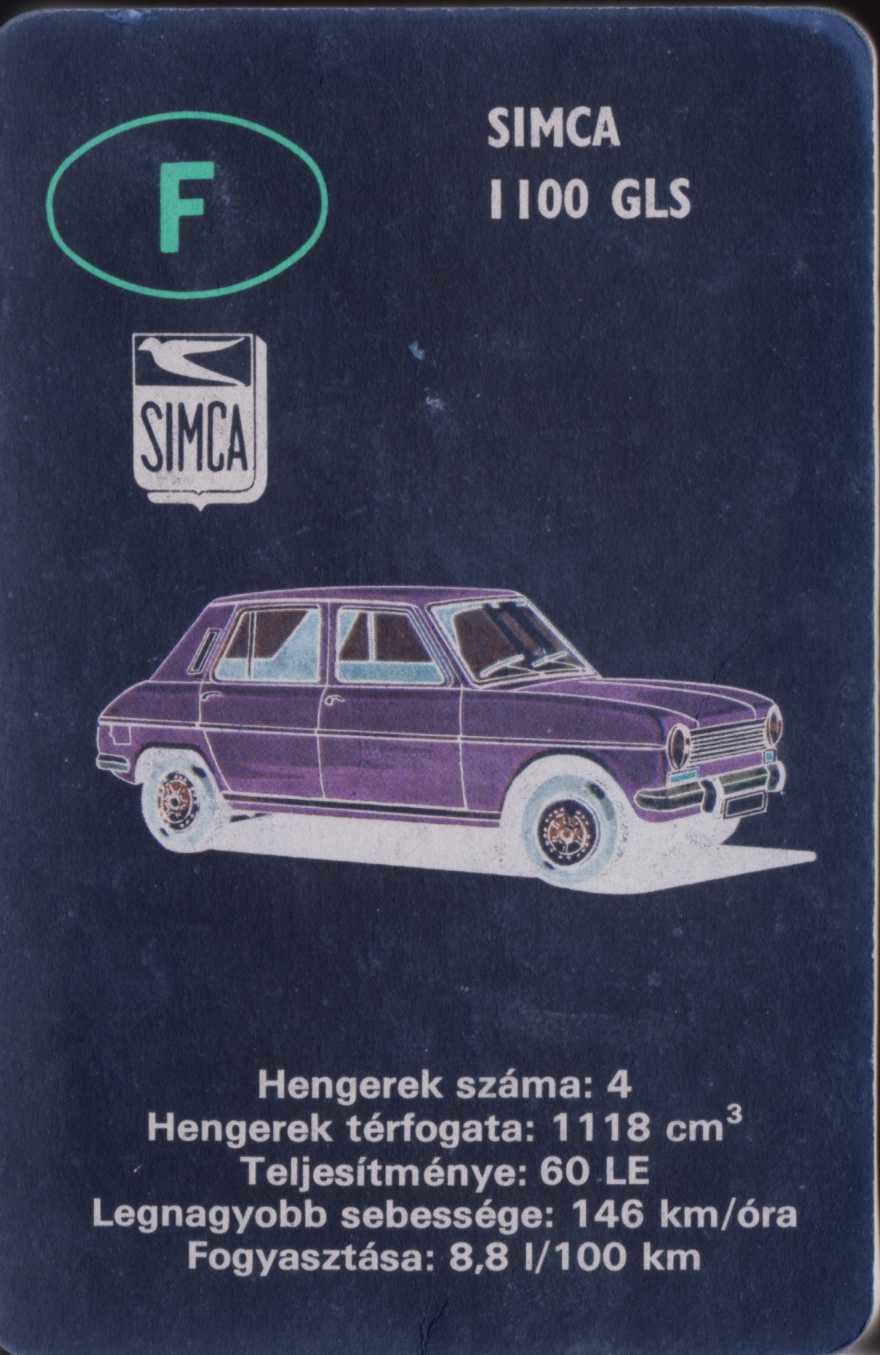 F
SIMCA
1100 GLS
SIMCA
Hengerek száma: 4
Hengerek térfogata: 1118 cm³
Teljesítménye: 60 LE
Legnagyobb sebessége: 146 km/óra
Fogyasztása: 8,8 l/100 km